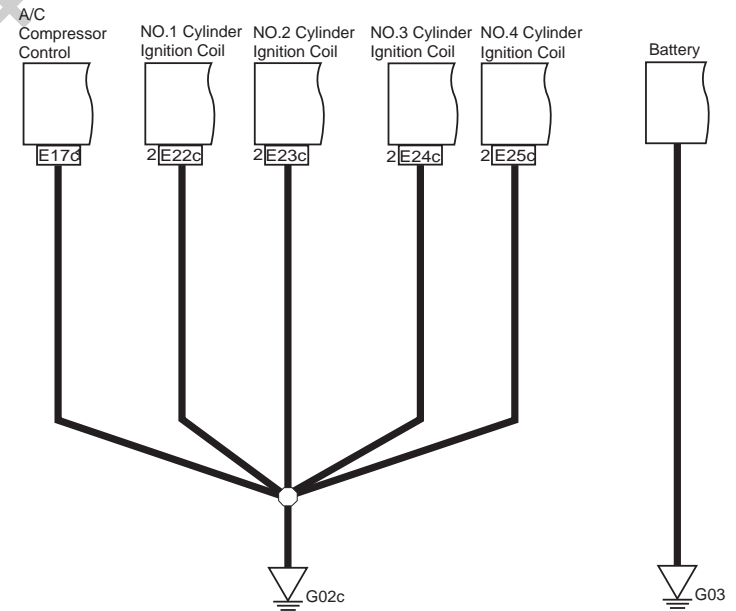 A/C
Compressor
Control
NO.1 Cylinder
Ignition Coil
NO.2 Cylinder
Ignition Coil
NO.3 Cylinder
Ignition Coil
NO.4 Cylinder
Ignition Coil
Battery
E17c
2 E22c
2 E23c
2 E24c
2 E25c
G02c
G03